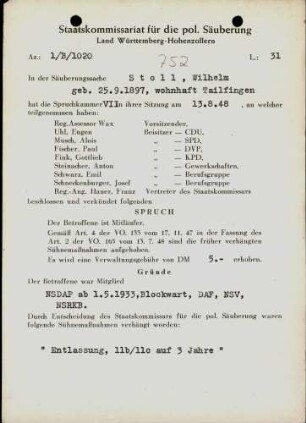 Staatskommissariat für die pol. Säuberung
Land Württemberg-Hohenzollern
Az.: 1/B/1020 752 L.: 31
In der Säuberungssache Stoll, Wilhelm
geb. 25.9.1897, wohnhaft Tailfingen
hat die Spruchkammer VII in ihrer Sitzung am 13.8.48 , an welcher
teilgenommen haben:
Reg.Assessor Wax Vorsitzender,
Uhl, Eugen Beisitzer — CDU,
Musch, Alois „ — SPD,
Fischer, Paul „ — DVP,
Fink, Gottlieb „ — KPD,
Steinacher, Anton „ — Gewerkschaften,
Schwarz, Emil „ — Berufsgruppe
Schneckenburger, Josef „ — Berufsgruppe
Reg.-Ang. Hauer, Franz Vertreter des Staatskommissars
beschlossen und verkündet folgenden
SPRUCH
Der Betroffene ist Mitläufer.
Gemäß Art. 4 der VO. 133 vom 17. 11. 47 in der Fassung des
Art. 2 der VO. 165 vom 13. 7. 48 sind die früher verhängten
Sühnemaßnahmen aufgehoben.
Es wird eine Verwaltungsgebühr von DM 5.- erhoben.
Gründe
Der Betroffene war Mitglied
NSDAP ab 1.5.1933, Blockwart, DAF, NSV,
NSRKB.
Durch Entscheidung des Staatskommissars für die pol. Säuberung waren
folgende Sühnemaßnahmen verhängt worden:
" Entlassung, 11b/11c auf 3 Jahre "